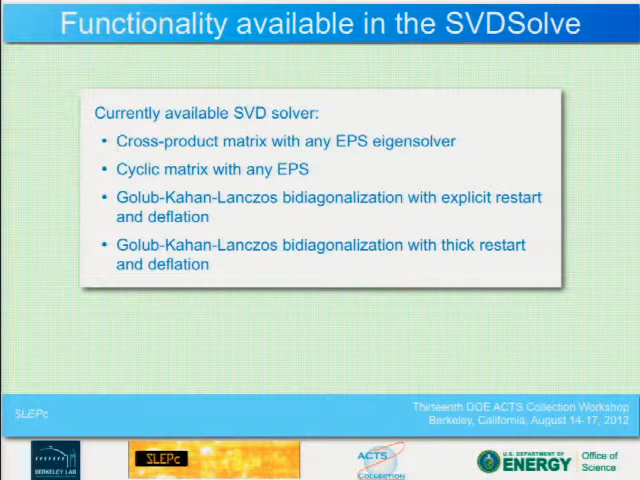 Functionality available in the SVDSolve
Currently available SVD solver:
• Cross-product matrix with any EPS eigensolver
• Cyclic matrix with any EPS
• Golub-Kahan-Lanczos bidiagonalization with explicit restart
and deflation
• Golub-Kahan-Lanczos bidiagonalization with thick restart
and deflation
SLEPc
Thirteenth DOE ACTS Collection Workshop
Berkeley, California, August 14-17, 2012
BERKELEY LAB
SLEPc
ACTS
COLLECTION
U.S. DEPARTMENT OF
ENERGY
Office of
Science